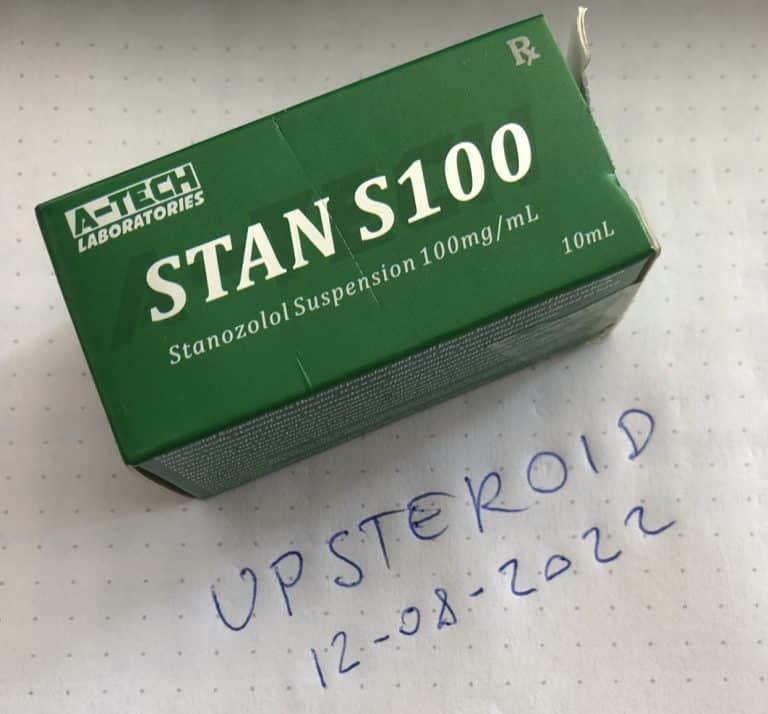 ℞
A-TECH
LABORATORIES
STAN S100
Stanozolol Suspension 100mg/mL
10mL
UPSTEROID
12-08-2022